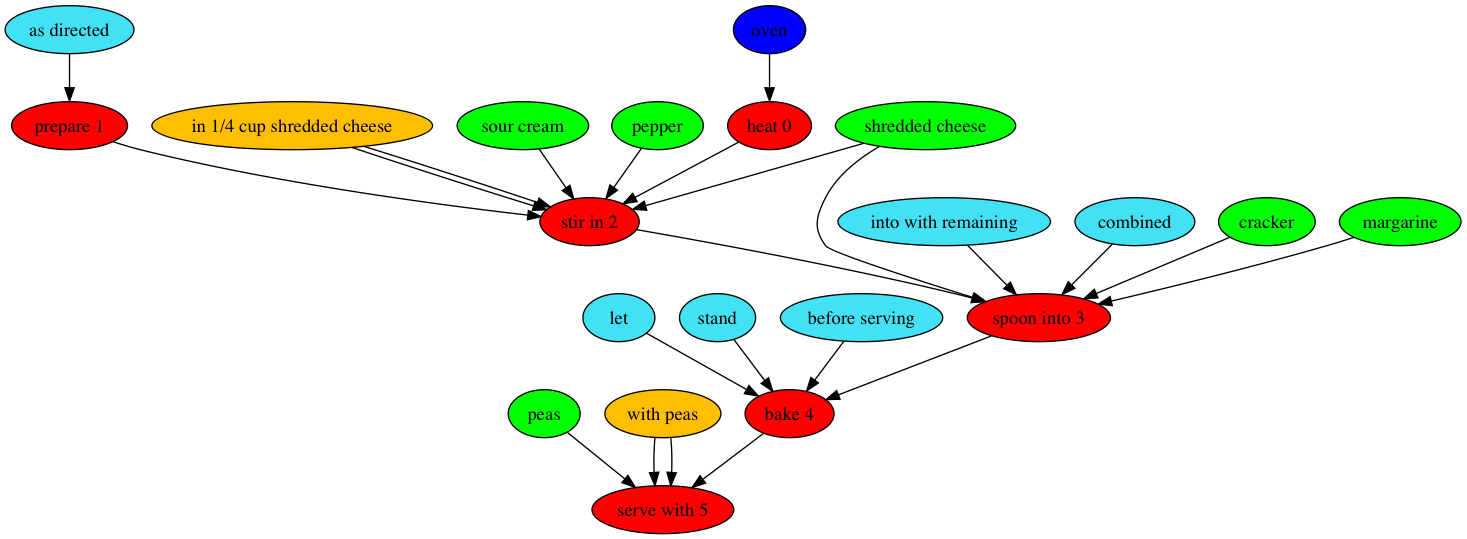 as directed
oven
prepare 1
in 1/4 cup shredded cheese
sour cream
pepper
heat 0
shredded cheese
stir in 2
into with remaining
combined
cracker
margarine
let
stand
before serving
spoon into 3
peas
with peas
bake 4
serve with 5